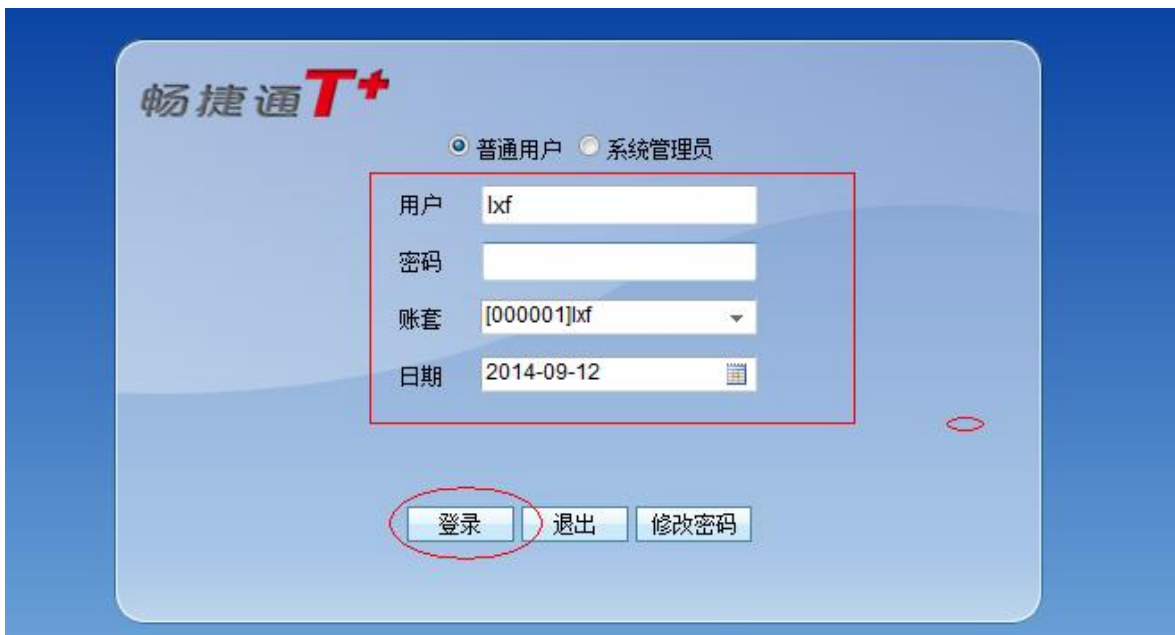 畅捷通T+
普通用户 系统管理员
用户 lxf
密码
账套 [000001]lxf
日期 2014-09-12
登录 退出 修改密码